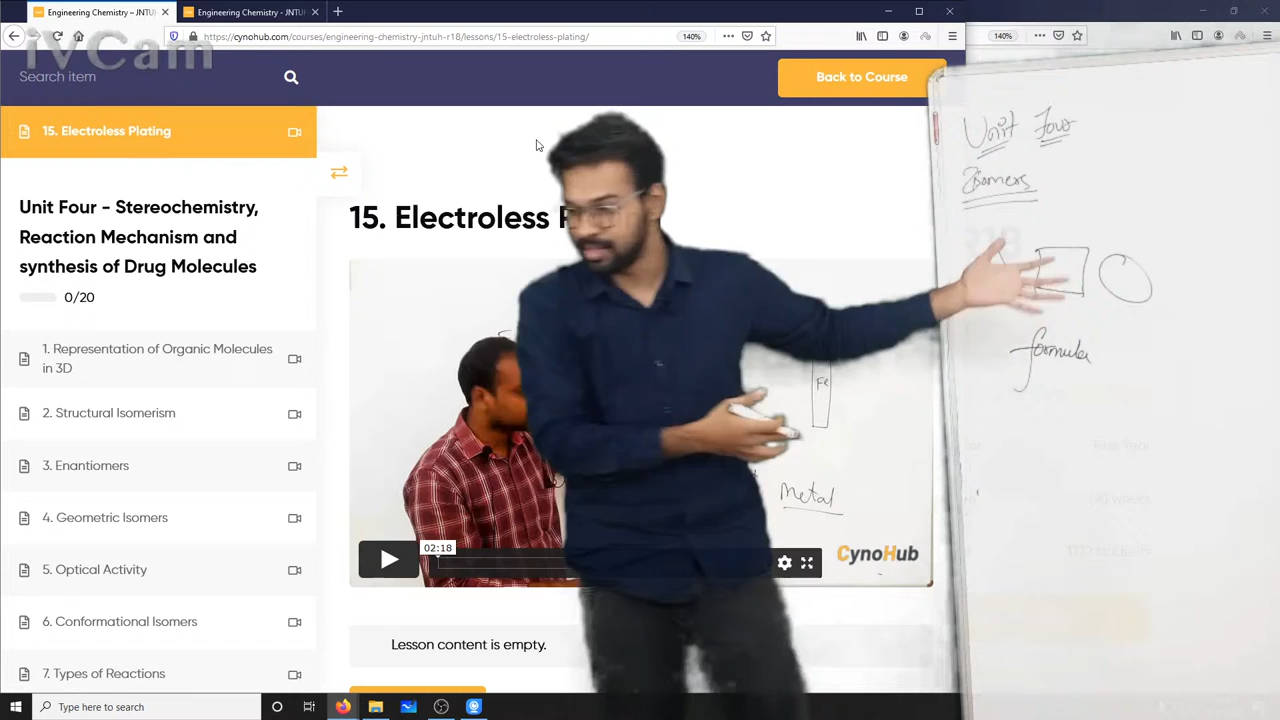 Engineering Chemistry – JNTU
Engineering Chemistry - JNTU
https://cynohub.com/courses/engineering-chemistry-jntuh-r18/lessons/15-electroless-plating/
140%
140%
iVCam
Search item
Back to Course
15. Electroless Plating
Unit Four - Stereochemistry,
Reaction Mechanism and
synthesis of Drug Molecules
0/20
1. Representation of Organic Molecules
in 3D
2. Structural Isomerism
3. Enantiomers
4. Geometric Isomers
5. Optical Activity
6. Conformational Isomers
7. Types of Reactions
15. Electroless P
Fe
Metal
02:18
CynoHub
Lesson content is empty.
Unit Four
Isomers
formula
Type here to search